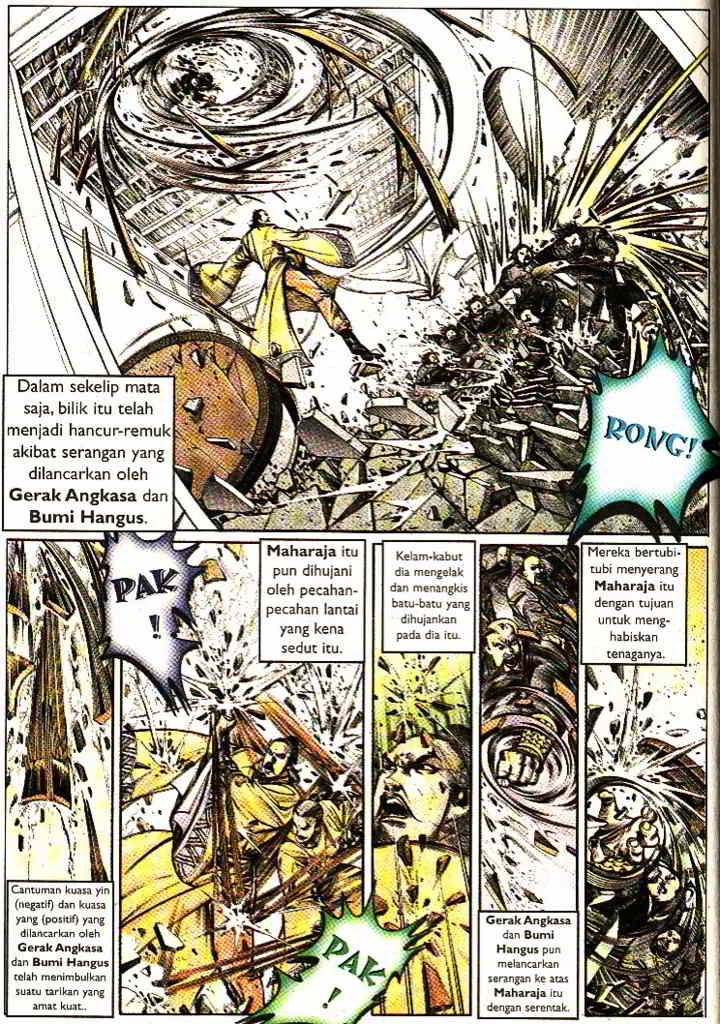 Dalam sekelip mata
saja, bilik itu telah
menjadi hancur-remuk
akibat serangan yang
dilancarkan oleh
Gerak Angkasa dan
Bumi Hangus.
RONG!
Cantuman kuasa yin
(negatif) dan kuasa
yang (positif) yang
dilancarkan oleh
Gerak Angkasa
dan Bumi Hangus
telah menimbulkan
suatu tarikan yang
amat kuat..
PAK
!
Maharaja itu
pun dihujani
oleh pecahan-
pecahan lantai
yang kena
sedut itu.
PAK
!
Kelam-kabut
dia mengelak
dan menangkis
batu-batu yang
dihujankan
pada dia itu.
Gerak Angkasa
dan Bumi
Hangus pun
melancarkan
serangan ke atas
Maharaja itu
dengan serentak.
Mereka bertubi-
tubi menyerang
Maharaja itu
dengan tujuan
untuk meng-
habiskan
tenaganya.